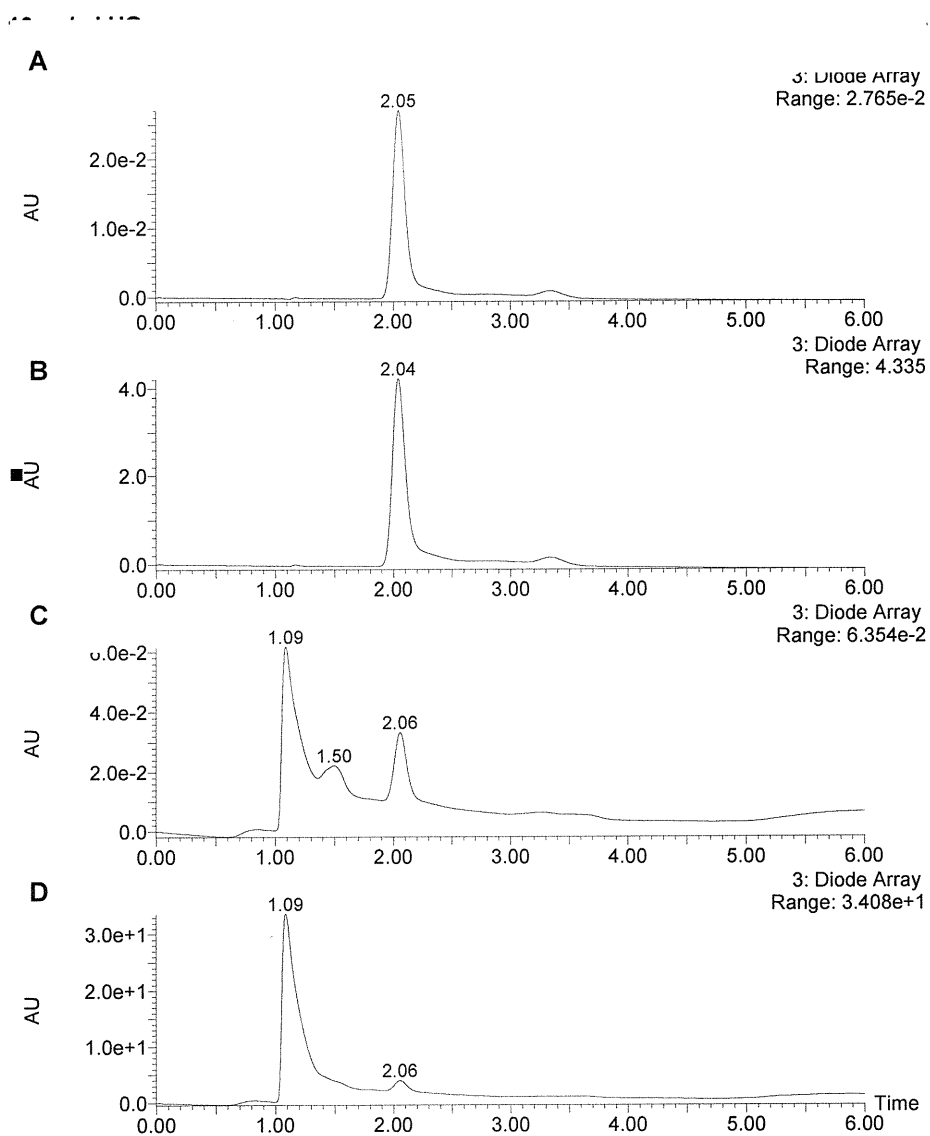 A
3: Diode Array
Range: 2.765e-2
2.05
2.0e-2
1.0e-2
0.0
AU
0.00 1.00 2.00 3.00 4.00 5.00 6.00
B
3: Diode Array
Range: 4.335
2.04
4.0
2.0
0.0
AU
0.00 1.00 2.00 3.00 4.00 5.00 6.00
C
3: Diode Array
Range: 6.354e-2
1.09
1.50
2.06
6.0e-2
4.0e-2
2.0e-2
0.0
AU
0.00 1.00 2.00 3.00 4.00 5.00 6.00
D
3: Diode Array
Range: 3.408e+1
1.09
2.06
3.0e+1
2.0e+1
1.0e+1
0.0
AU
Time
0.00 1.00 2.00 3.00 4.00 5.00 6.00